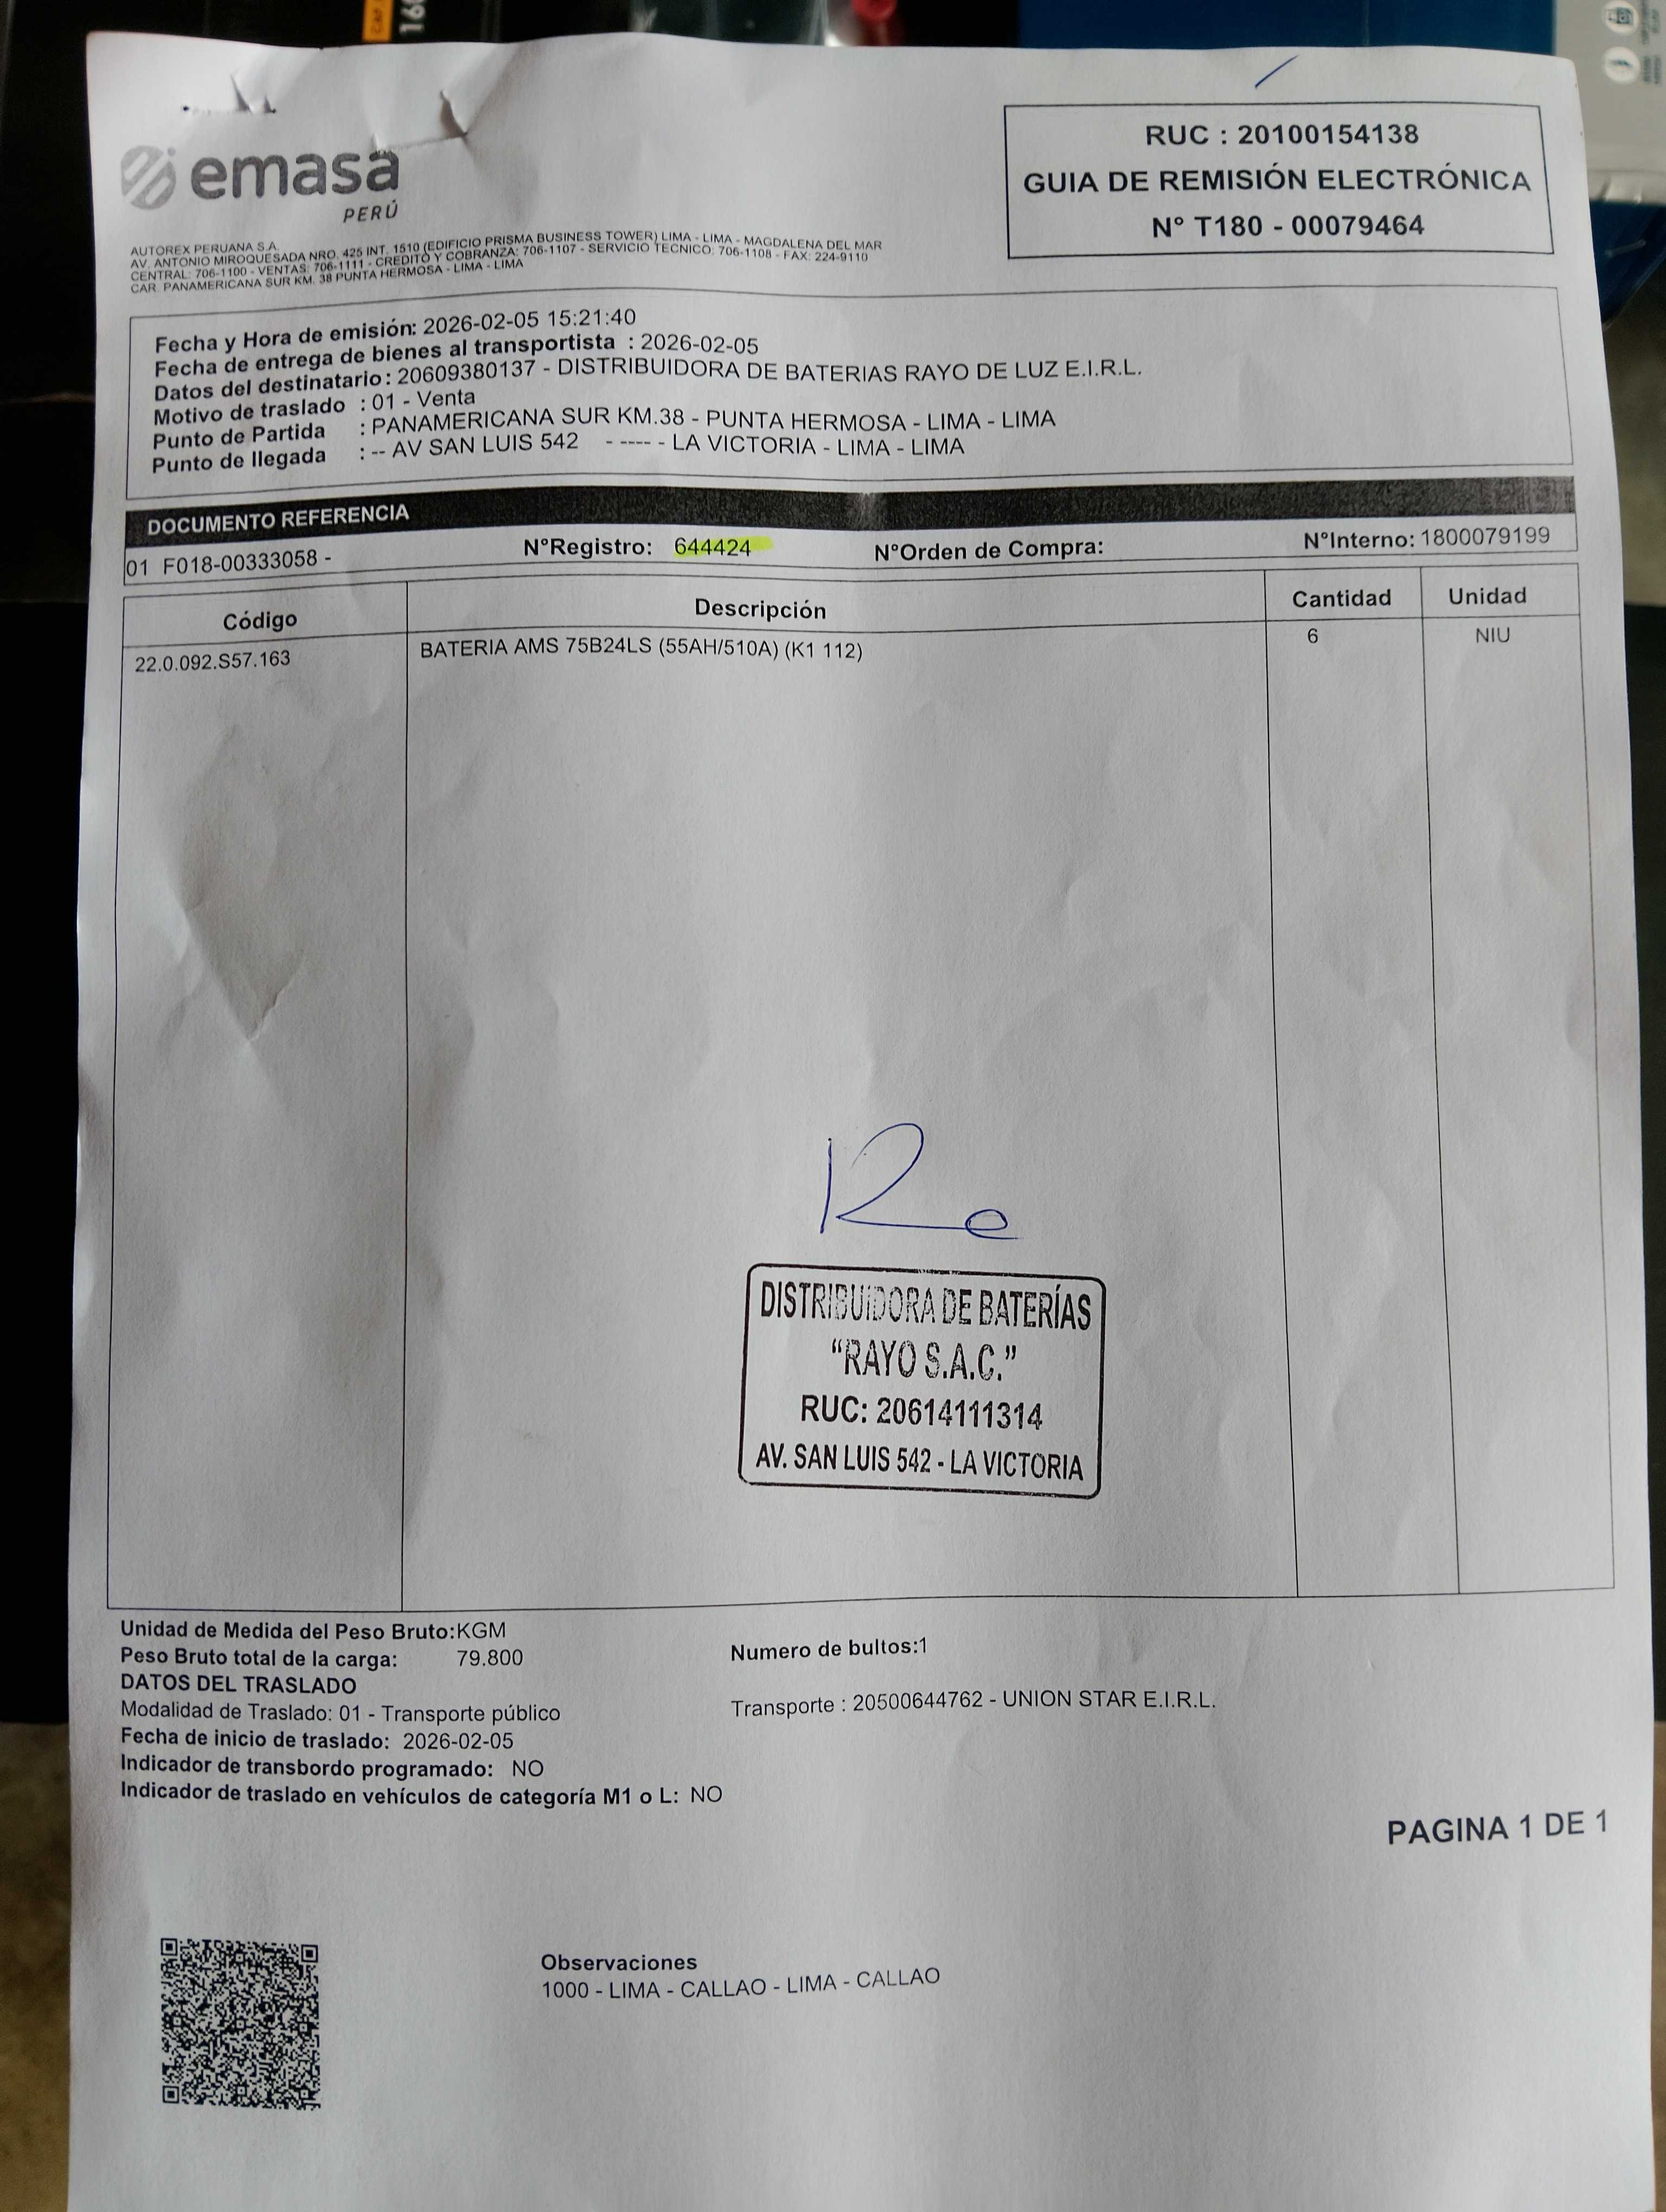 emasa
PERÚ
RUC : 20100154138
GUIA DE REMISIÓN ELECTRÓNICA
N° T180 - 00079464
AUTOREX PERUANA S.A.
AV. ANTONIO MIROQUESADA NRO. 425 INT. 1510 (EDIFICIO PRISMA BUSINESS TOWER) LIMA - LIMA - MAGDALENA DEL MAR
CENTRAL: 706-1100 - VENTAS: 706-1111 - CREDITO Y COBRANZA: 706-1107 - SERVICIO TECNICO: 706-1108 - FAX: 224-9110
CAR. PANAMERICANA SUR KM. 38 PUNTA HERMOSA - LIMA - LIMA
Fecha y Hora de emisión: 2026-02-05 15:21:40
Fecha de entrega de bienes al transportista : 2026-02-05
Datos del destinatario: 20609380137 - DISTRIBUIDORA DE BATERIAS RAYO DE LUZ E.I.R.L.
Motivo de traslado : 01 - Venta
Punto de Partida : PANAMERICANA SUR KM.38 - PUNTA HERMOSA - LIMA - LIMA
Punto de llegada : -- AV SAN LUIS 542 - ---- - LA VICTORIA - LIMA - LIMA
DOCUMENTO REFERENCIA
01 F018-00333058 - N°Registro: 644424 N°Orden de Compra: N°Interno: 1800079199
Código Descripción Cantidad Unidad
22.0.092.S57.163 BATERIA AMS 75B24LS (55AH/510A) (K1 112) 6 NIU
DISTRIBUIDORA DE BATERÍAS
“RAYO S.A.C.”
RUC: 20614111314
AV. SAN LUIS 542 - LA VICTORIA
Unidad de Medida del Peso Bruto:KGM
Peso Bruto total de la carga: 79.800 Numero de bultos:1
DATOS DEL TRASLADO
Modalidad de Traslado: 01 - Transporte público Transporte : 20500644762 - UNION STAR E.I.R.L.
Fecha de inicio de traslado: 2026-02-05
Indicador de transbordo programado: NO
Indicador de traslado en vehículos de categoría M1 o L: NO
PAGINA 1 DE 1
Observaciones
1000 - LIMA - CALLAO - LIMA - CALLAO